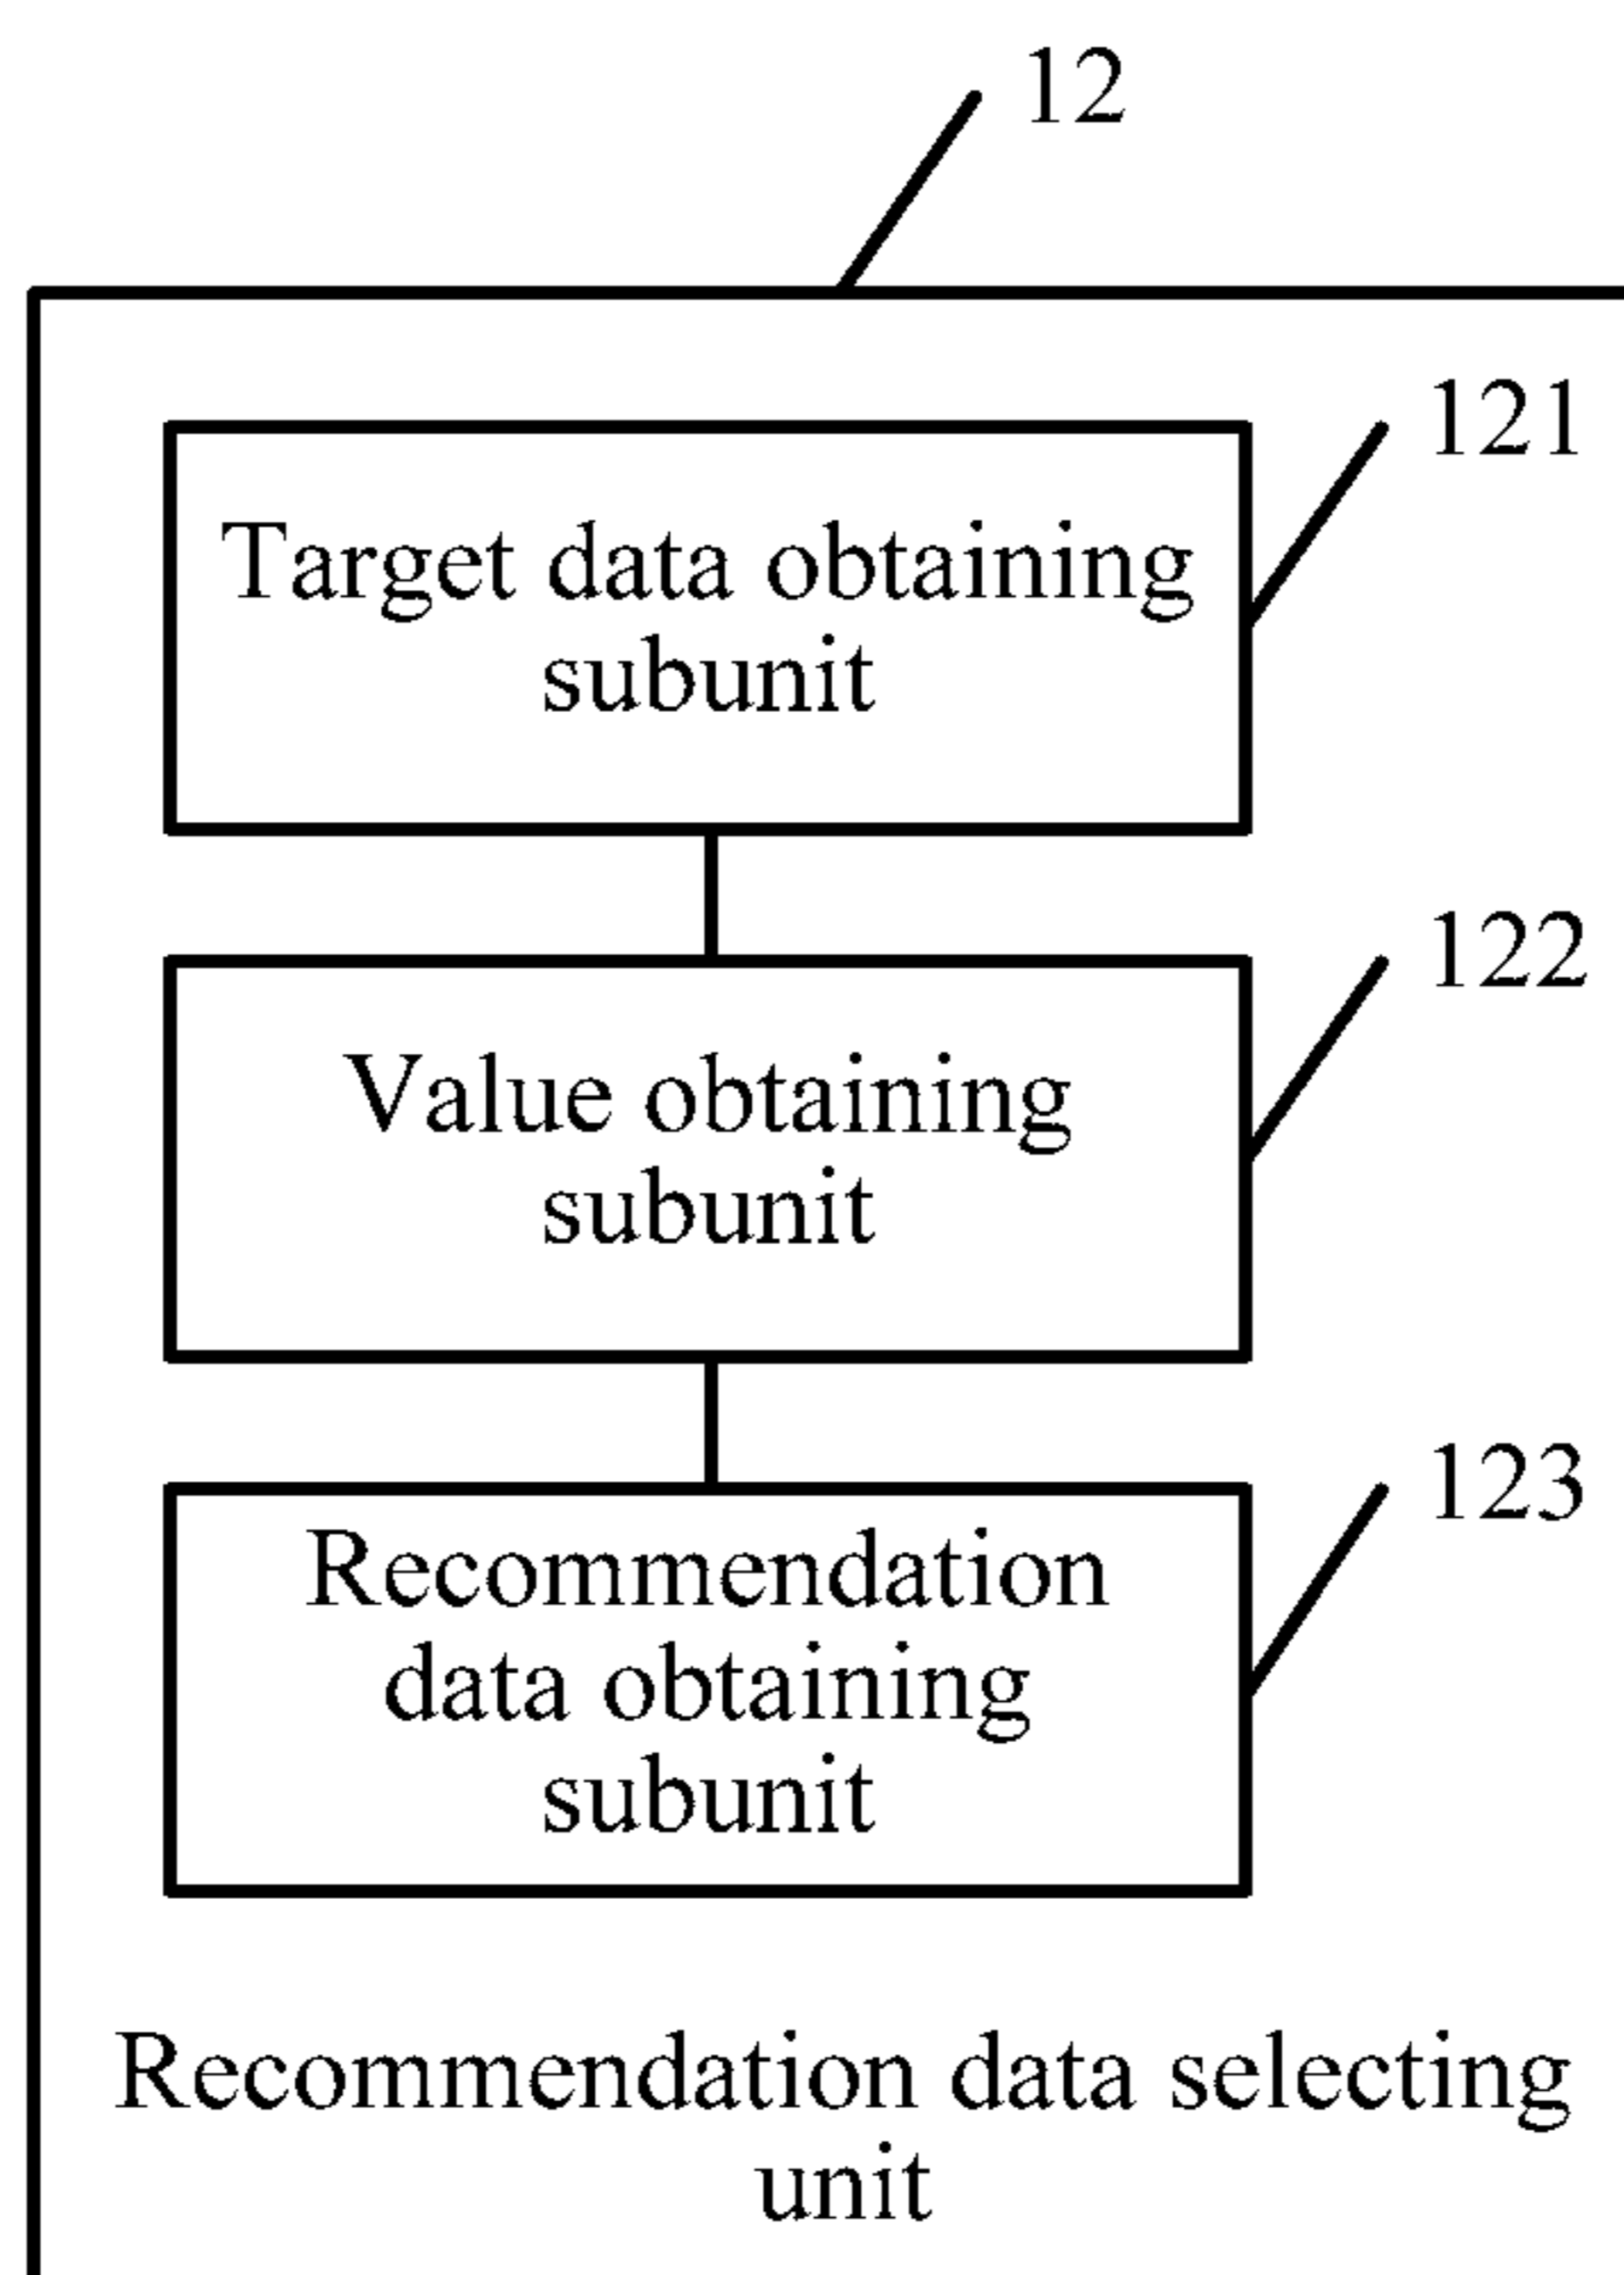 12
121
Target data obtaining
subunit
122
Value obtaining
subunit
123
Recommendation
data obtaining
subunit
Recommendation data selecting
unit